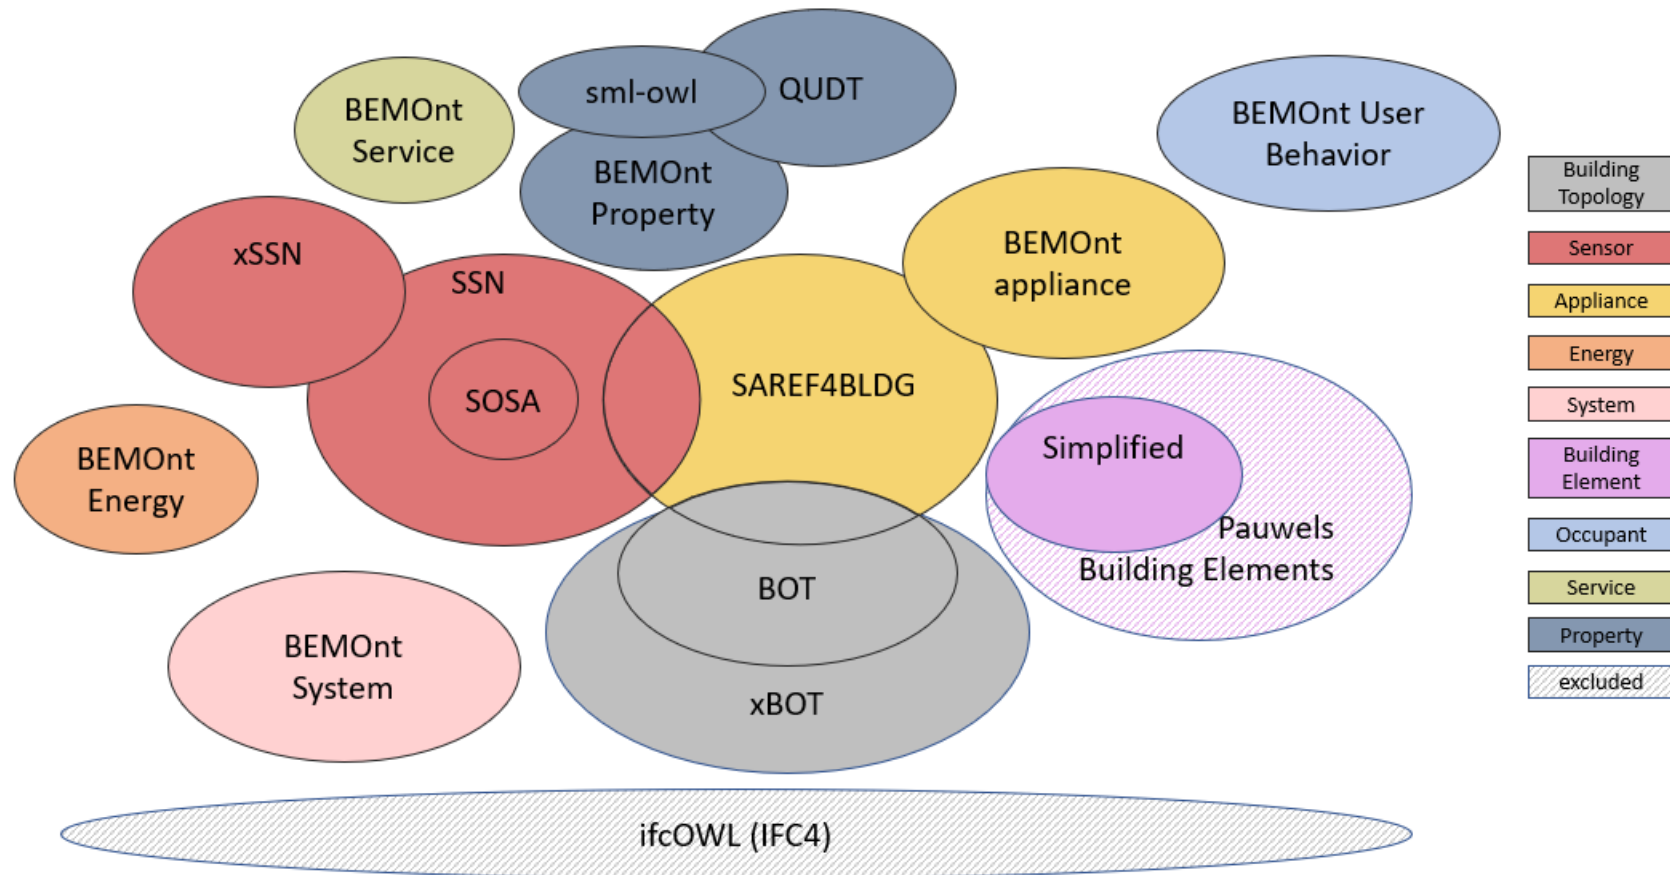 BEMOnt
Service
sml-owl
QUDT
BEMOnt
Property
BEMOnt User
Behavior
xSSN
SSN
SOSA
SAREF4BLDG
BEMOnt
appliance
BEMOnt
Energy
Simplified
Pauwels
Building Elements
BEMOnt
System
BOT
xBOT
ifcOWL (IFC4)
Building
Topology
Sensor
Appliance
Energy
System
Building
Element
Occupant
Service
Property
excluded